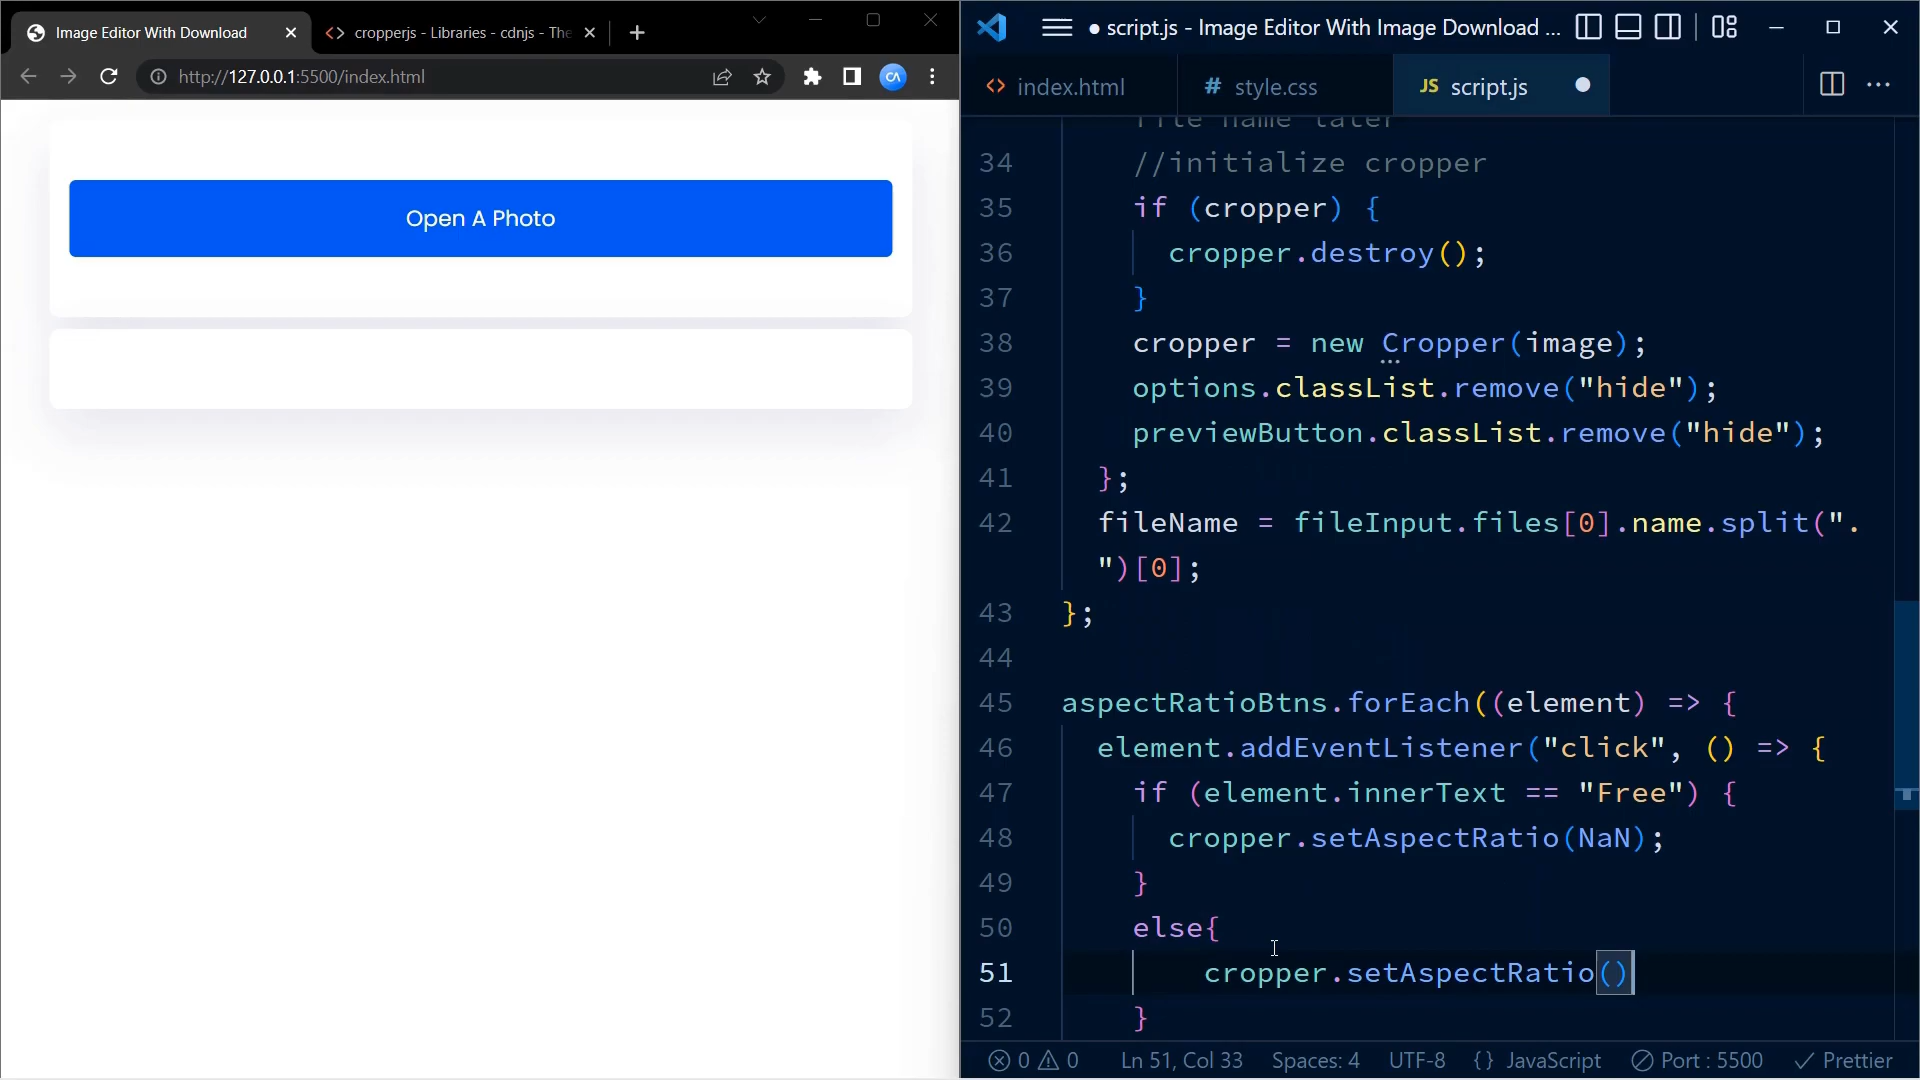 Image Editor With Download
cropperjs - Libraries - cdnjs - The
http://127.0.0.1:5500/index.html
CA
Open A Photo
● script.js - Image Editor With Image Download ...
<> index.html
# style.css
JS script.js
file name later
34 //initialize cropper
35 if (cropper) {
36 cropper.destroy();
37 }
38 cropper = new Cropper(image);
39 options.classList.remove("hide");
40 previewButton.classList.remove("hide");
41 };
42 fileName = fileInput.files[0].name.split(".
")[0];
43 };
44
45 aspectRatioBtns.forEach((element) => {
46 element.addEventListener("click", () => {
47 if (element.innerText == "Free") {
48 cropper.setAspectRatio(NaN);
49 }
50 else{
51 cropper.setAspectRatio()
52 }
0 0 Ln 51, Col 33 Spaces: 4 UTF-8 {} JavaScript Port : 5500 Prettier